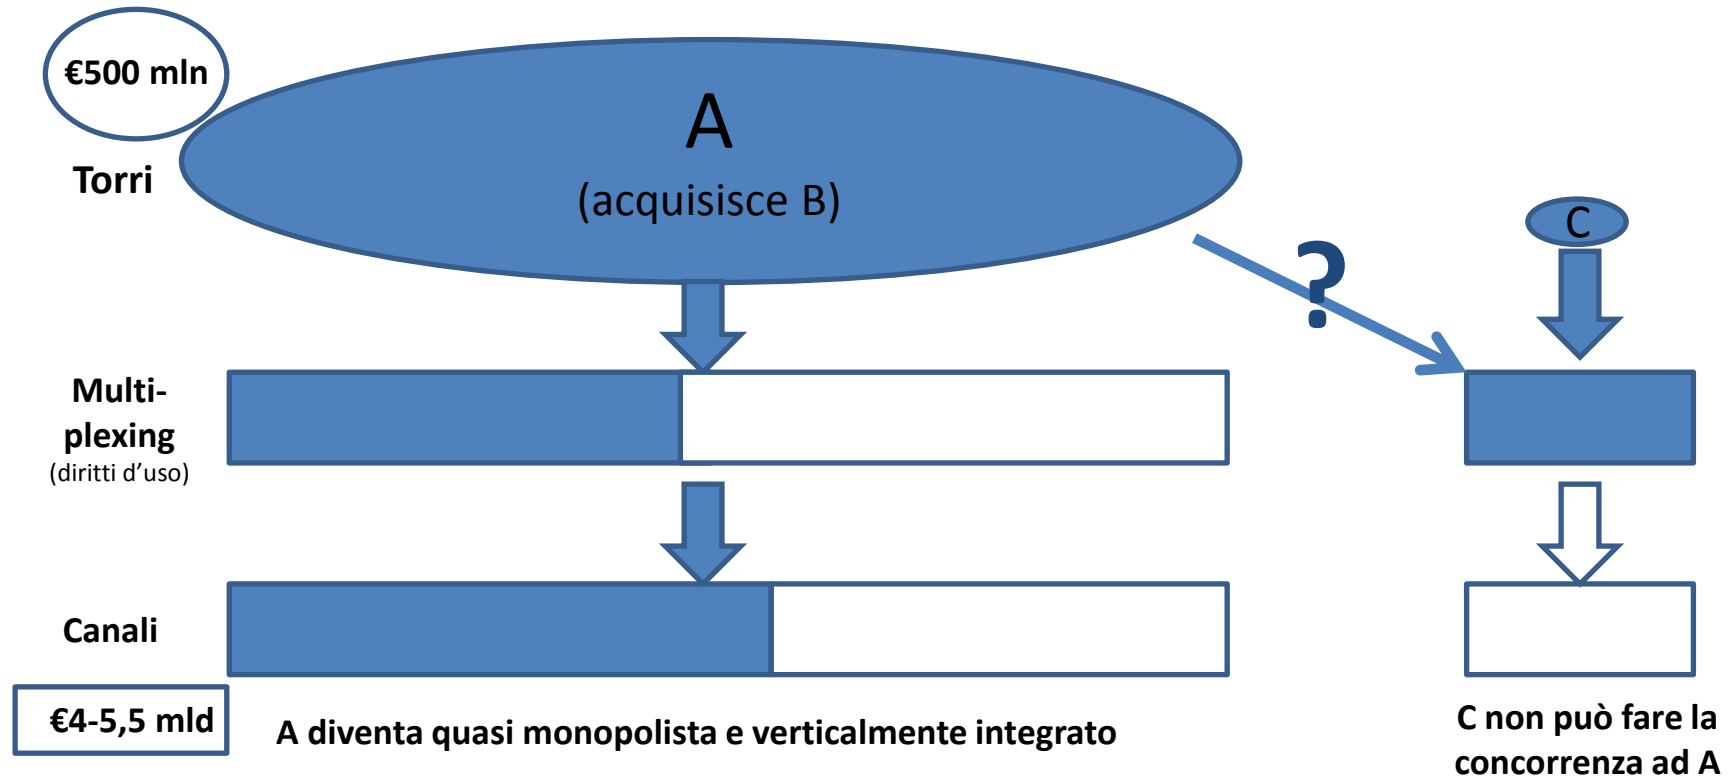 €500 mln
A
(acquisisce B)
Torri
C
?
Multi-
plexing
(diritti d’uso)
Canali
€4-5,5 mld
A diventa quasi monopolista e verticalmente integrato
C non può fare la
concorrenza ad A